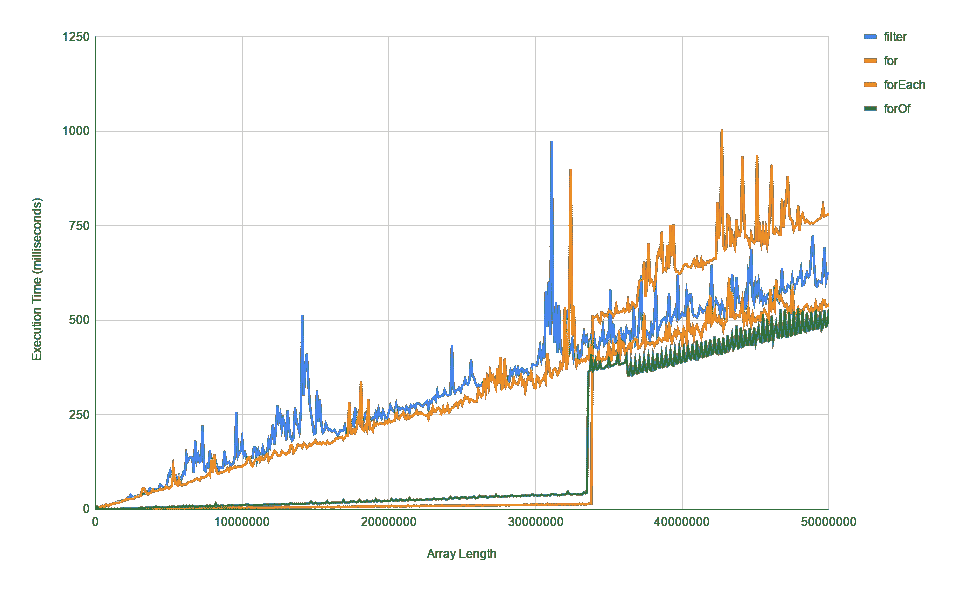 1250
1000
750
500
250
0
Execution Time (milliseconds)
0
10000000
20000000
30000000
40000000
50000000
Array Length
filter
for
forEach
forOf